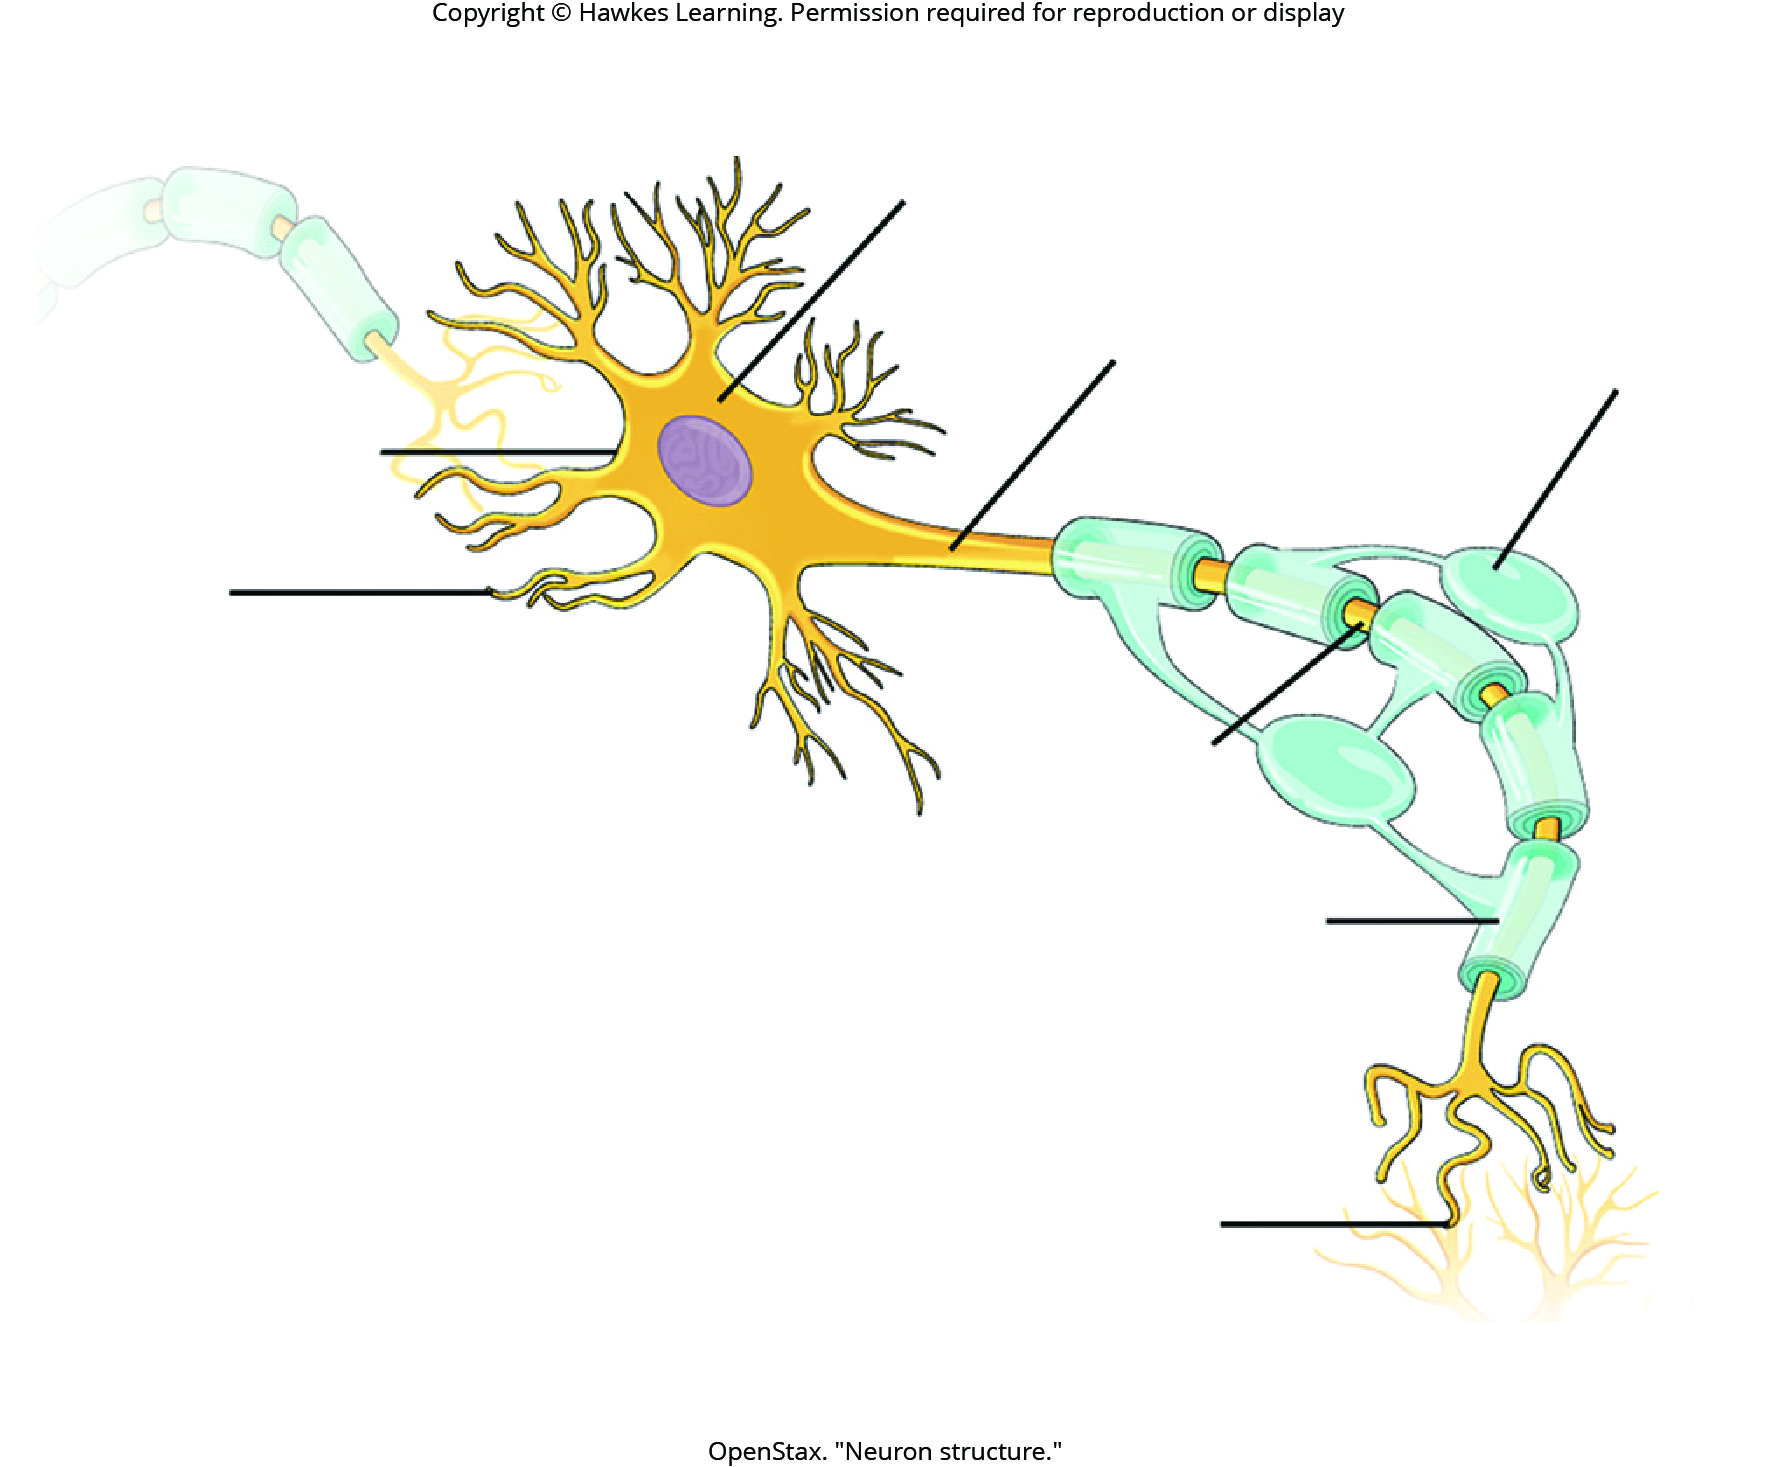 Copyright © Hawkes Learning. Permission required for reproduction or display
OpenStax. "Neuron structure."